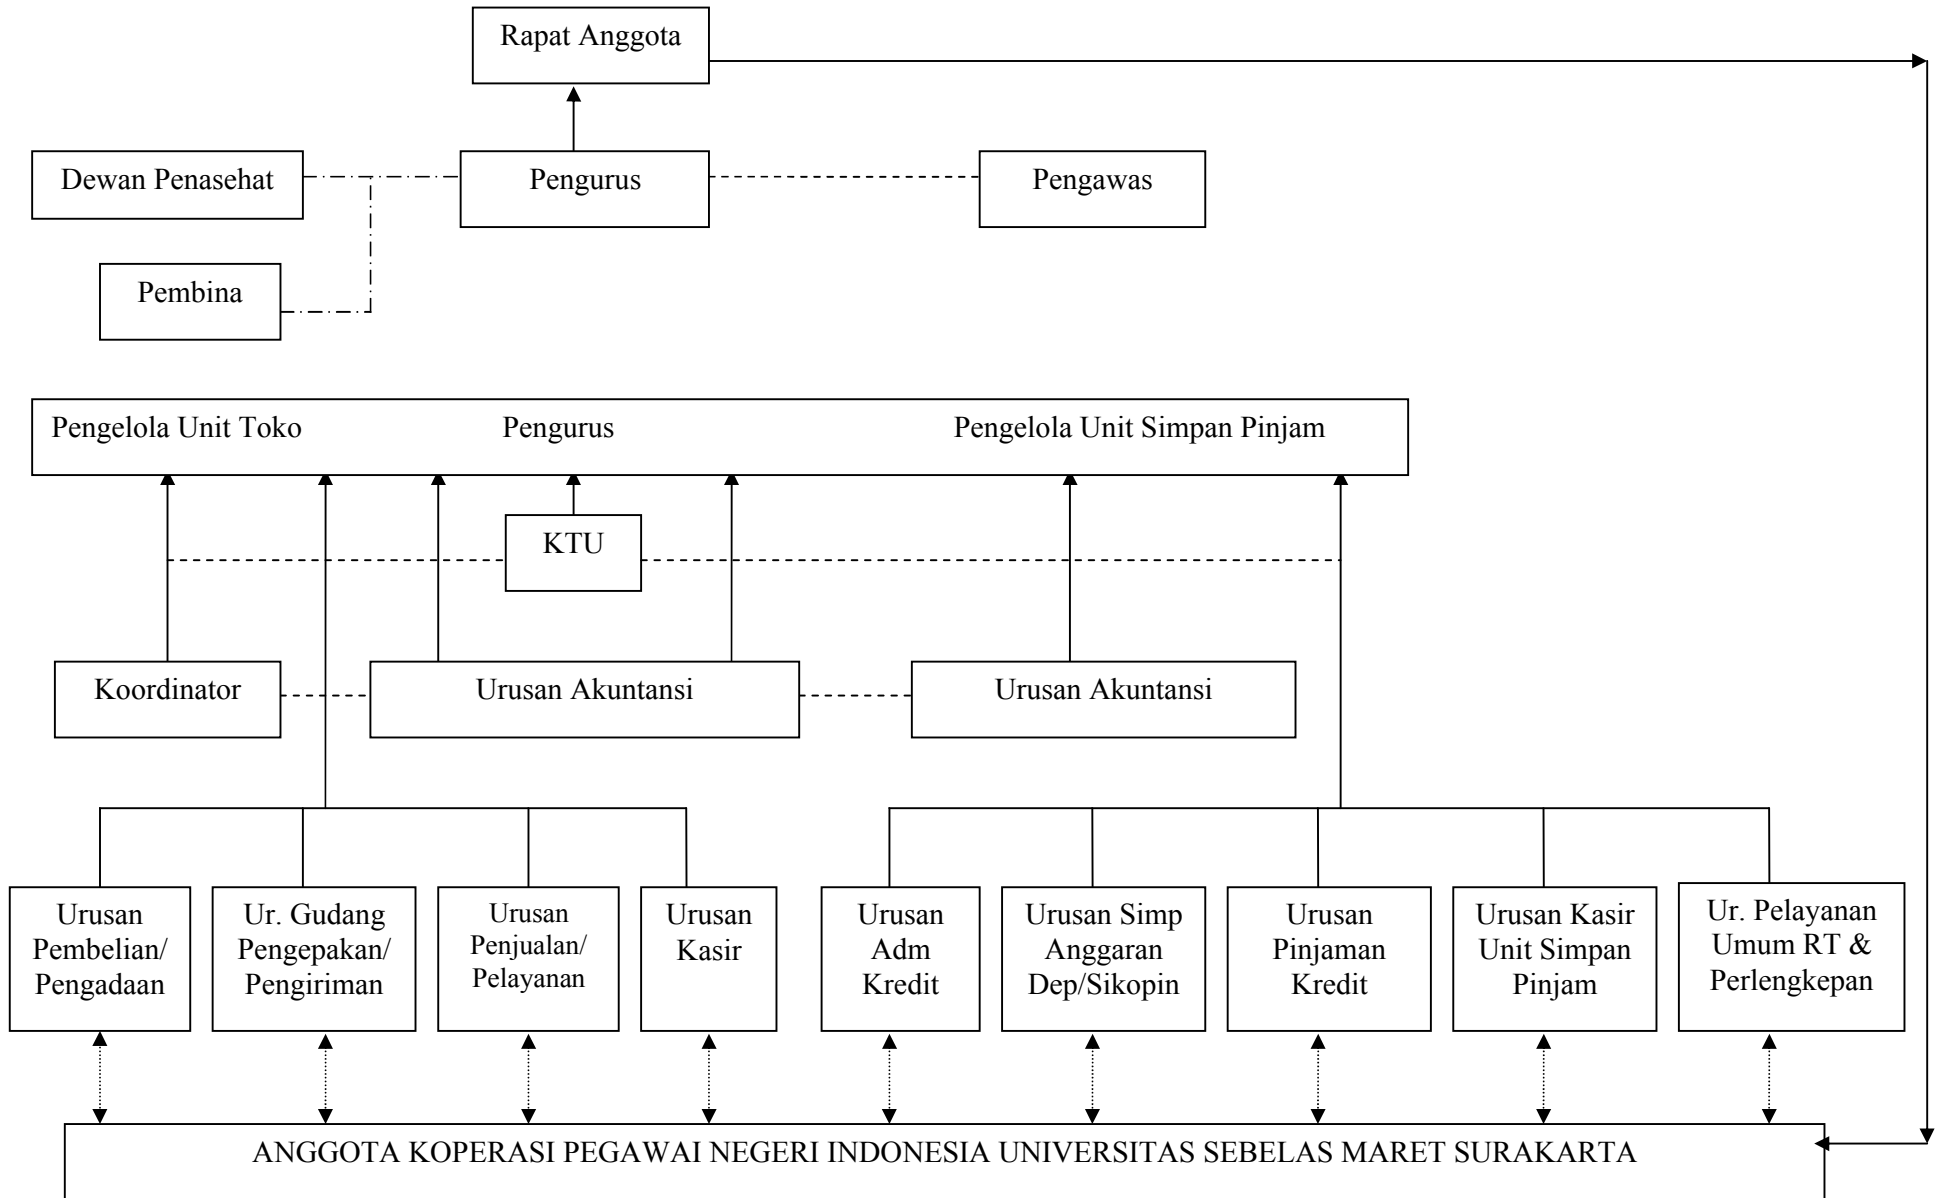 Rapat Anggota
Dewan Penasehat
Pengurus
Pengawas
Pembina
Pengelola Unit Toko
Pengurus
Pengelola Unit Simpan Pinjam
KTU
Koordinator
Urusan Akuntansi
Urusan Akuntansi
Urusan
Pembelian/
Pengadaan
Ur. Gudang
Pengepakan/
Pengiriman
Urusan
Penjualan/
Pelayanan
Urusan
Kasir
Urusan
Adm
Kredit
Urusan Simp
Anggaran
Dep/Sikopin
Urusan
Pinjaman
Kredit
Urusan Kasir
Unit Simpan
Pinjam
Ur. Pelayanan
Umum RT &
Perlengkepan
ANGGOTA KOPERASI PEGAWAI NEGERI INDONESIA UNIVERSITAS SEBELAS MARET SURAKARTA